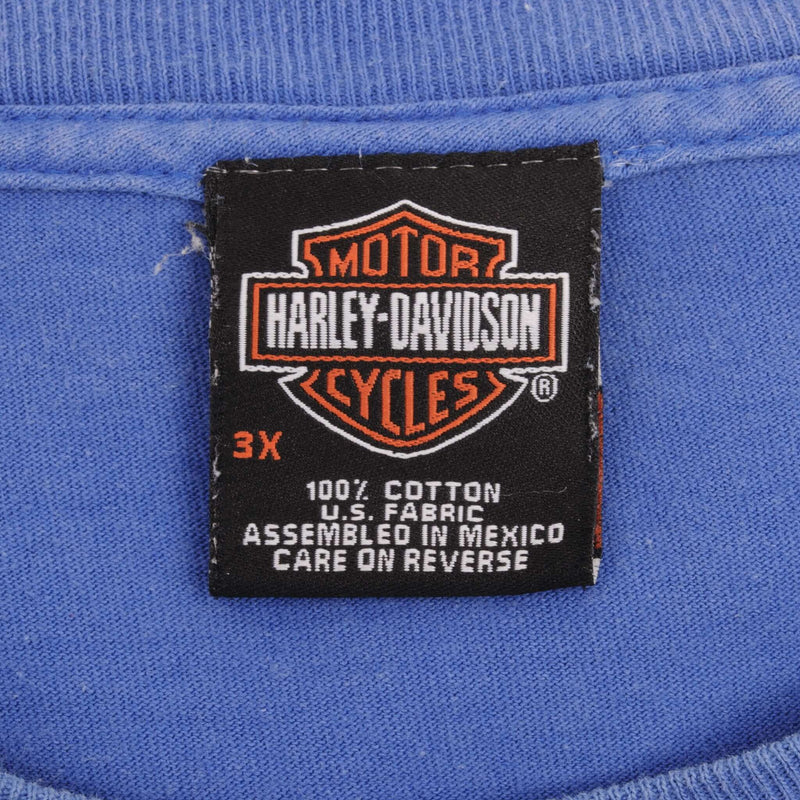 MOTOR
HARLEY-DAVIDSON
CYCLES
®
3X
100% COTTON
U.S. FABRIC
ASSEMBLED IN MEXICO
CARE ON REVERSE